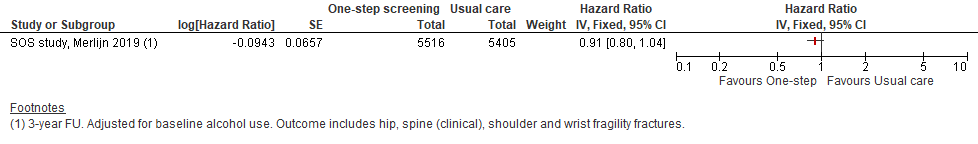 One-step screening Usual care Hazard Ratio Hazard Ratio
Study or Subgroup log[Hazard Ratio] SE Total Total Weight IV, Fixed, 95% CI IV, Fixed, 95% CI
SOS study, Merlijn 2019 (1) -0.0943 0.0657 5516 5405 0.91 [0.80, 1.04]
0.1 0.2 0.5 1 2 5 10
Favours One-step Favours Usual care
Footnotes
(1) 3-year FU. Adjusted for baseline alcohol use. Outcome includes hip, spine (clinical), shoulder and wrist fragility fractures.